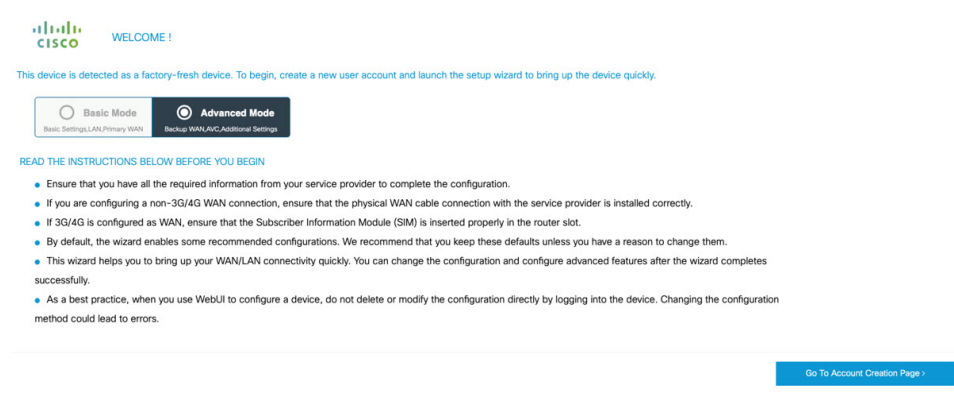 CISCO
WELCOME !
This device is detected as a factory-fresh device. To begin, create a new user account and launch the setup wizard to bring up the device quickly.
Basic Mode
Basic Settings,LAN,Primary WAN
Advanced Mode
Backup WAN,AVC,Additional Settings
READ THE INSTRUCTIONS BELOW BEFORE YOU BEGIN
Ensure that you have all the required information from your service provider to complete the configuration.
If you are configuring a non-3G/4G WAN connection, ensure that the physical WAN cable connection with the service provider is installed correctly.
If 3G/4G is configured as WAN, ensure that the Subscriber Information Module (SIM) is inserted properly in the router slot.
By default, the wizard enables some recommended configurations. We recommend that you keep these defaults unless you have a reason to change them.
This wizard helps you to bring up your WAN/LAN connectivity quickly. You can change the configuration and configure advanced features after the wizard completes
successfully.
As a best practice, when you use WebUI to configure a device, do not delete or modify the configuration directly by logging into the device. Changing the configuration
method could lead to errors.
Go To Account Creation Page ›